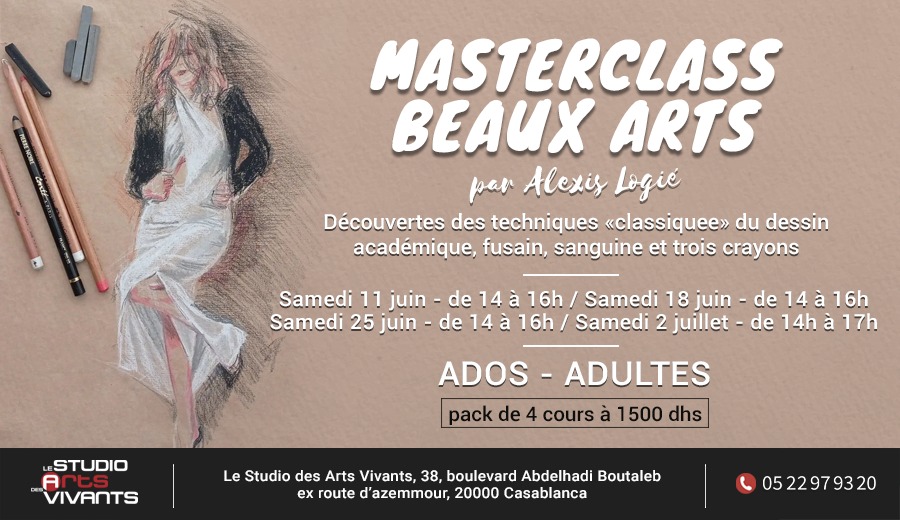 MASTERCLASS
BEAUX ARTS
par Alexis Logié
Découvertes des techniques «classiquee» du dessin
académique, fusain, sanguine et trois crayons
Samedi 11 juin - de 14 à 16h / Samedi 18 juin - de 14 à 16h
Samedi 25 juin - de 14 à 16h / Samedi 2 juillet - de 14h à 17h
ADOS - ADULTES
pack de 4 cours à 1500 dhs
LE STUDIO
DES Arts
VIVANTS
Le Studio des Arts Vivants, 38, boulevard Abdelhadi Boutaleb
ex route d'azemmour, 20000 Casablanca
05 22 97 93 20